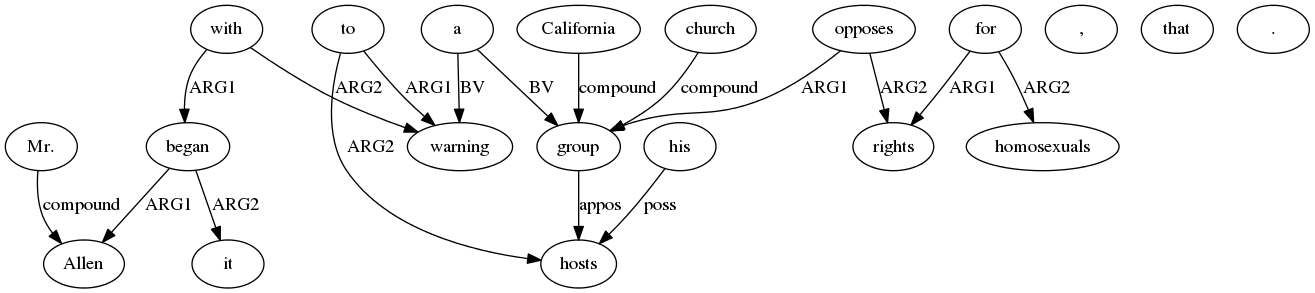 with to a California church opposes for , that .
ARG1 ARG2 ARG1 BV BV compound compound ARG1 ARG2 ARG1 ARG2
Mr. began warning ARG2 group his rights homosexuals
compound ARG1 ARG2 appos poss
Allen it hosts